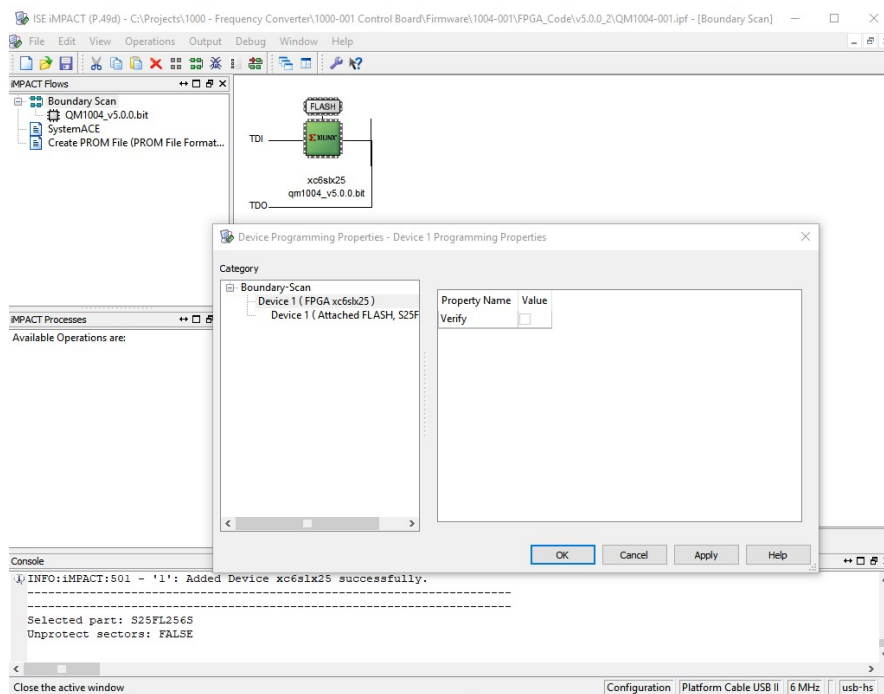 ISE iMPACT (P.49d) - C:\Projects\1000 - Frequency Converter\1000-001 Control Board\Firmware\1004-001\FPGA_Code\v5.0.0_2\QM1004-001.ipf - [Boundary Scan]
File Edit View Operations Output Debug Window Help
iMPACT Flows
Boundary Scan
QM1004_v5.0.0.bit
SystemACE
Create PROM File (PROM File Format...
FLASH
TDI
XILINX
xc6slx25
qm1004_v5.0.0.bit
TDO
Device Programming Properties - Device 1 Programming Properties
Category
Boundary-Scan
Device 1 ( FPGA xc6slx25 )
Device 1 ( Attached FLASH, S25F
Property Name Value
Verify
iMPACT Processes
Available Operations are:
OK Cancel Apply Help
Console
INFO:iMPACT:501 - '1': Added Device xc6slx25 successfully.
----------------------------------------------------------------------
----------------------------------------------------------------------
Selected part: S25FL256S
Unprotect sectors: FALSE
Close the active window
Configuration Platform Cable USB II 6 MHz usb-hs